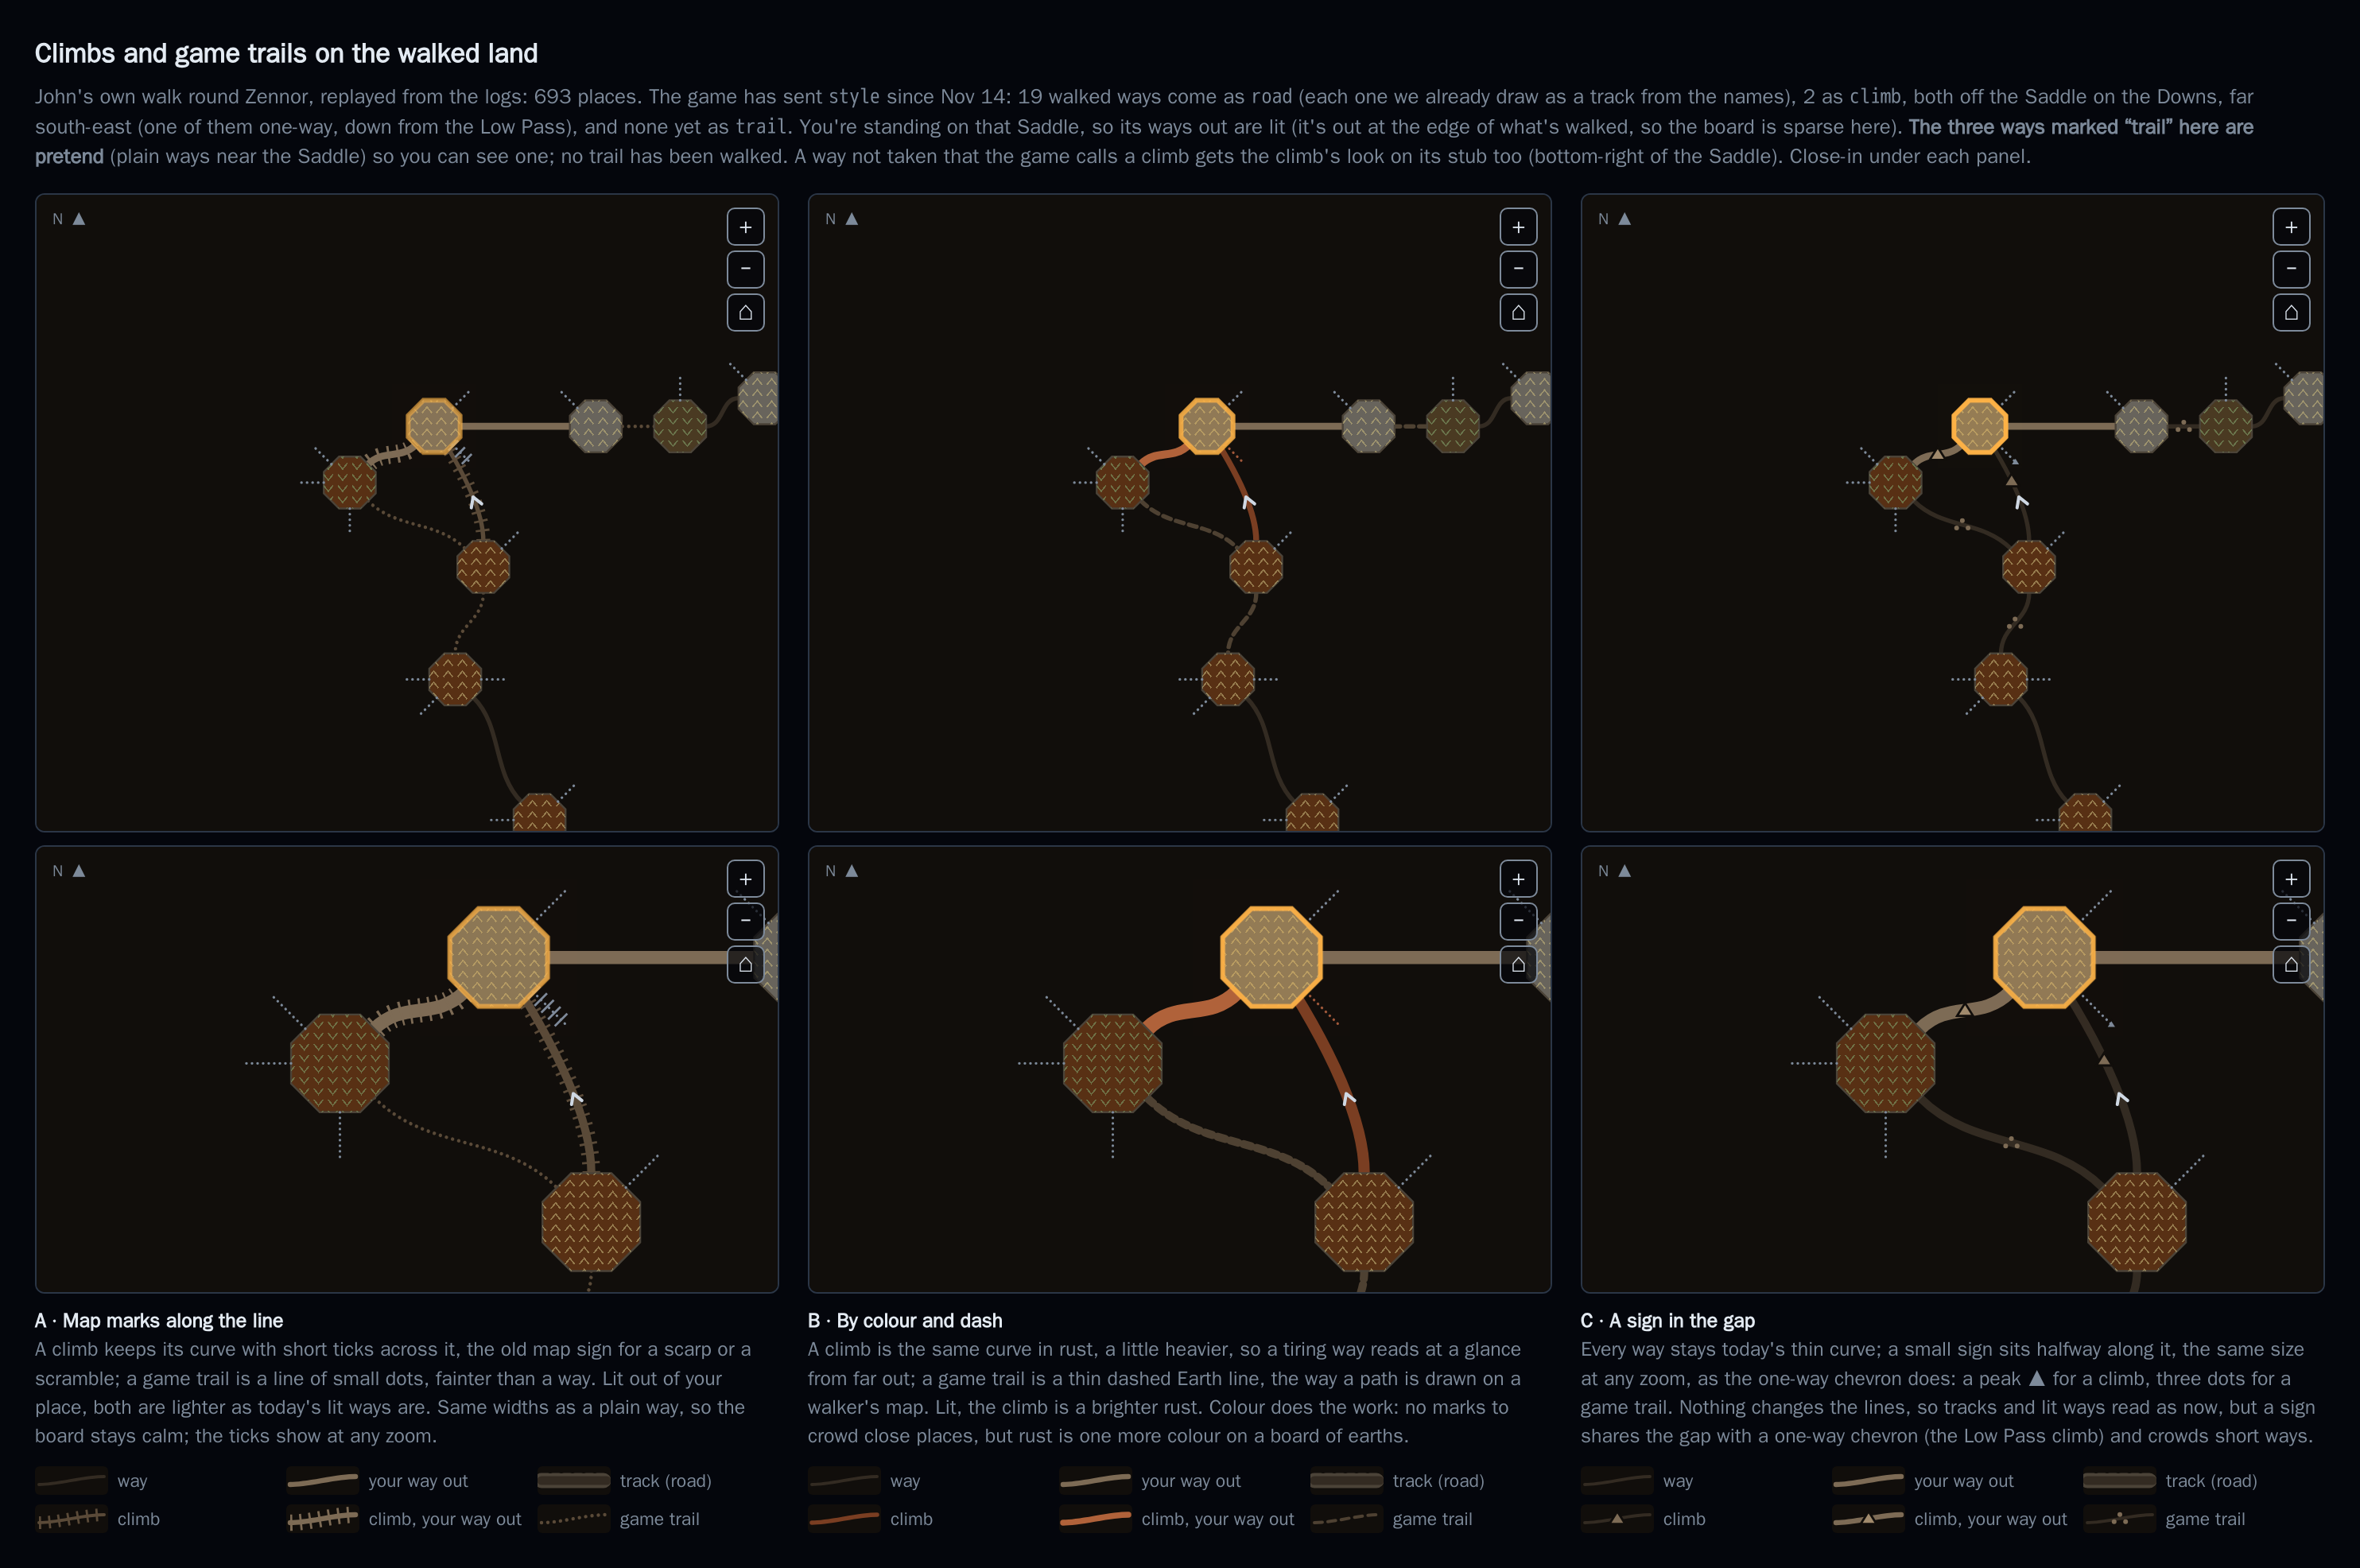 Climbs and game trails on the walked land
John's own walk round Zennor, replayed from the logs: 693 places. The game has sent style since Nov 14: 19 walked ways come as road (each one we already draw as a track from the names), 2 as climb, both off the Saddle on the Downs, far
south-east (one of them one-way, down from the Low Pass), and none yet as trail. You're standing on that Saddle, so its ways out are lit (it's out at the edge of what's walked, so the board is sparse here). The three ways marked “trail” here are
pretend (plain ways near the Saddle) so you can see one; no trail has been walked. A way not taken that the game calls a climb gets the climb's look on its stub too (bottom-right of the Saddle). Close-in under each panel.
N ▲
+
−
⌂
N ▲
+
−
⌂
N ▲
+
−
⌂
N ▲
+
−
⌂
N ▲
+
−
⌂
N ▲
+
−
⌂
A · Map marks along the line
A climb keeps its curve with short ticks across it, the old map sign for a scarp or a
scramble; a game trail is a line of small dots, fainter than a way. Lit out of your
place, both are lighter as today's lit ways are. Same widths as a plain way, so the
board stays calm; the ticks show at any zoom.
way
your way out
track (road)
climb
climb, your way out
game trail
B · By colour and dash
A climb is the same curve in rust, a little heavier, so a tiring way reads at a glance
from far out; a game trail is a thin dashed Earth line, the way a path is drawn on a
walker's map. Lit, the climb is a brighter rust. Colour does the work: no marks to
crowd close places, but rust is one more colour on a board of earths.
way
your way out
track (road)
climb
climb, your way out
game trail
C · A sign in the gap
Every way stays today's thin curve; a small sign sits halfway along it, the same size
at any zoom, as the one-way chevron does: a peak ▲ for a climb, three dots for a
game trail. Nothing changes the lines, so tracks and lit ways read as now, but a sign
shares the gap with a one-way chevron (the Low Pass climb) and crowds short ways.
way
your way out
track (road)
climb
climb, your way out
game trail